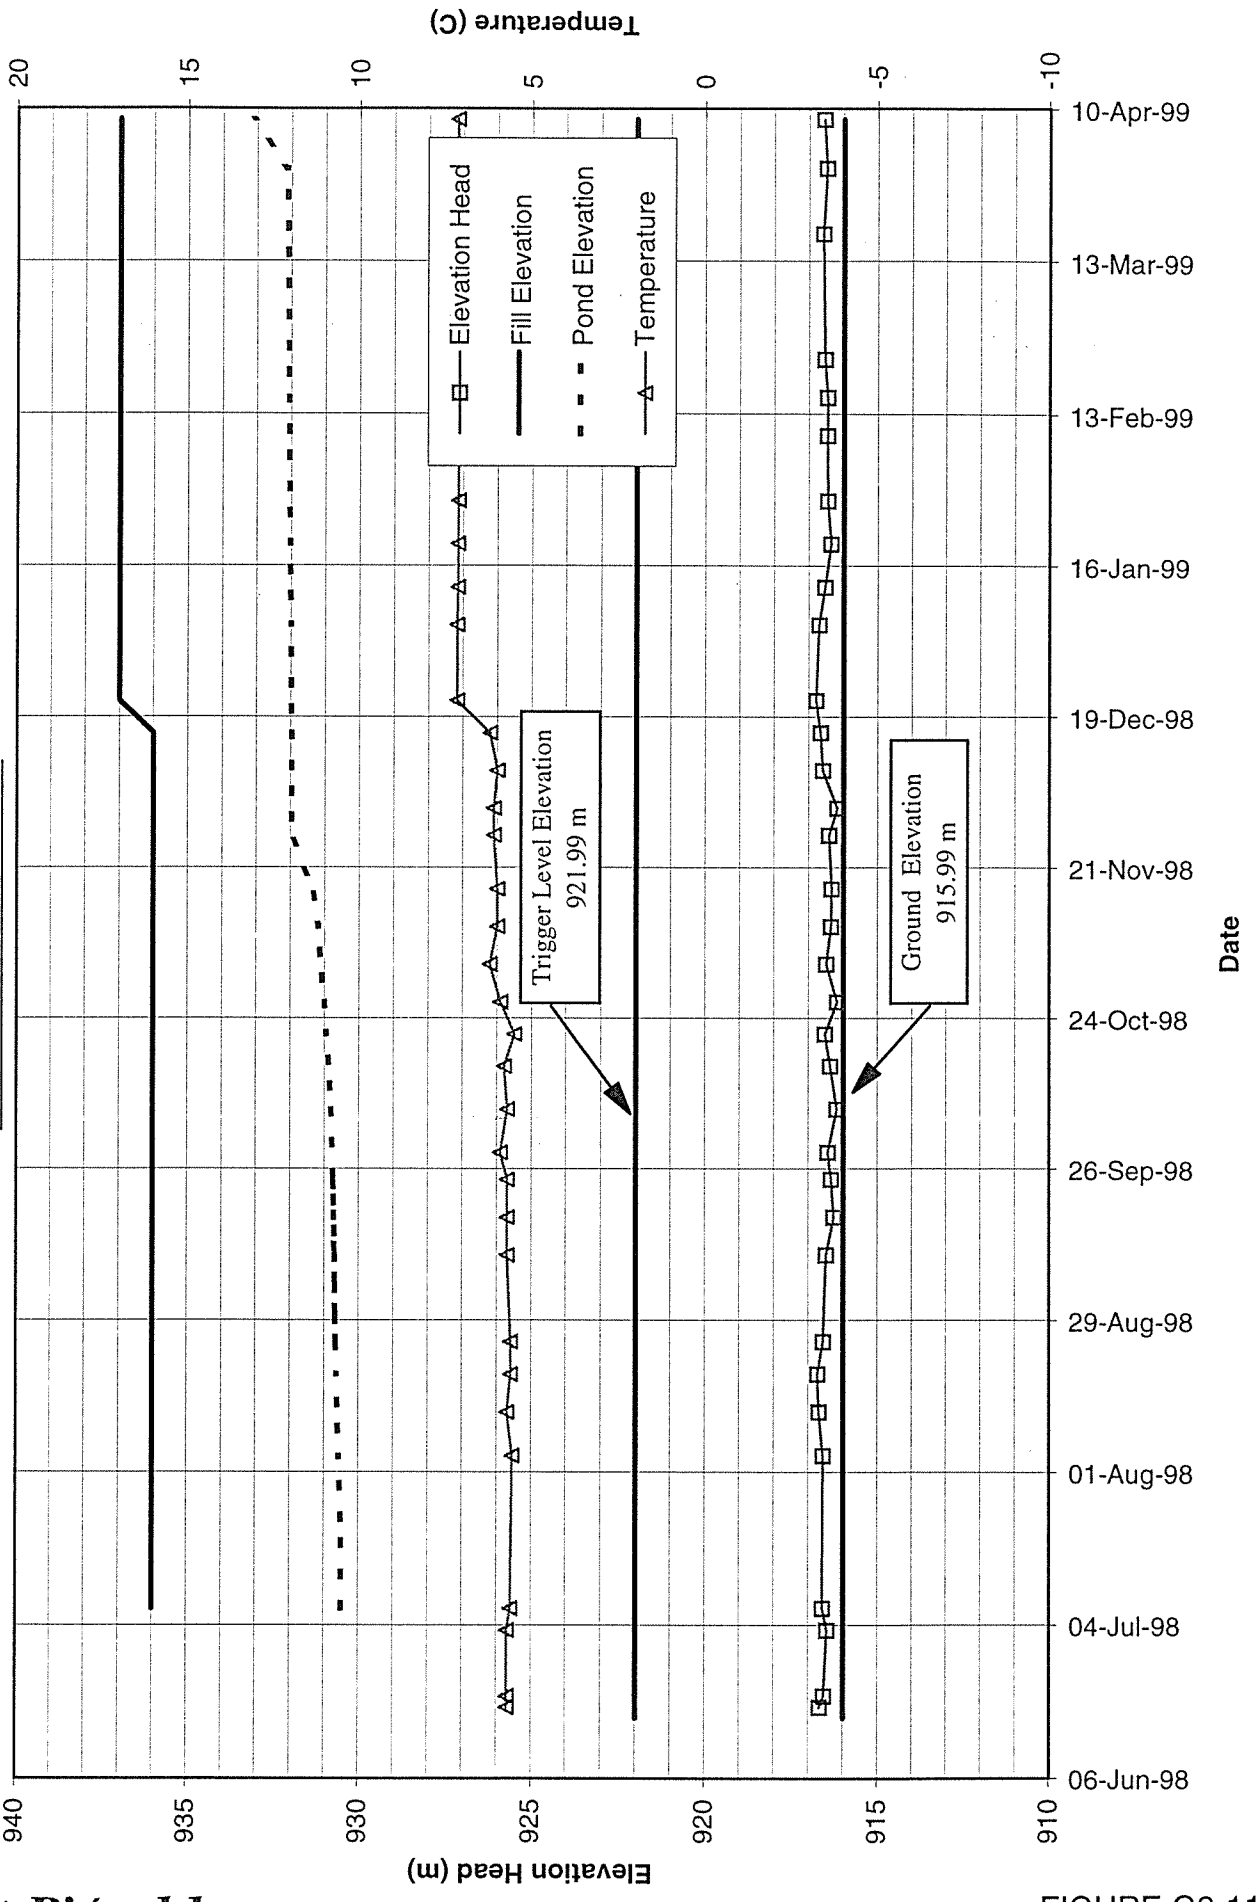 Temperature (C)
20
15
10
5
0
-5
-10
Elevation Head
Fill Elevation
Pond Elevation
Temperature
Trigger Level Elevation
921.99 m
Ground Elevation
915.99 m
10-Apr-99
13-Mar-99
13-Feb-99
16-Jan-99
19-Dec-98
21-Nov-98
24-Oct-98
26-Sep-98
29-Aug-98
01-Aug-98
04-Jul-98
06-Jun-98
Date
940
935
930
925
920
915
910
Elevation Head (m)